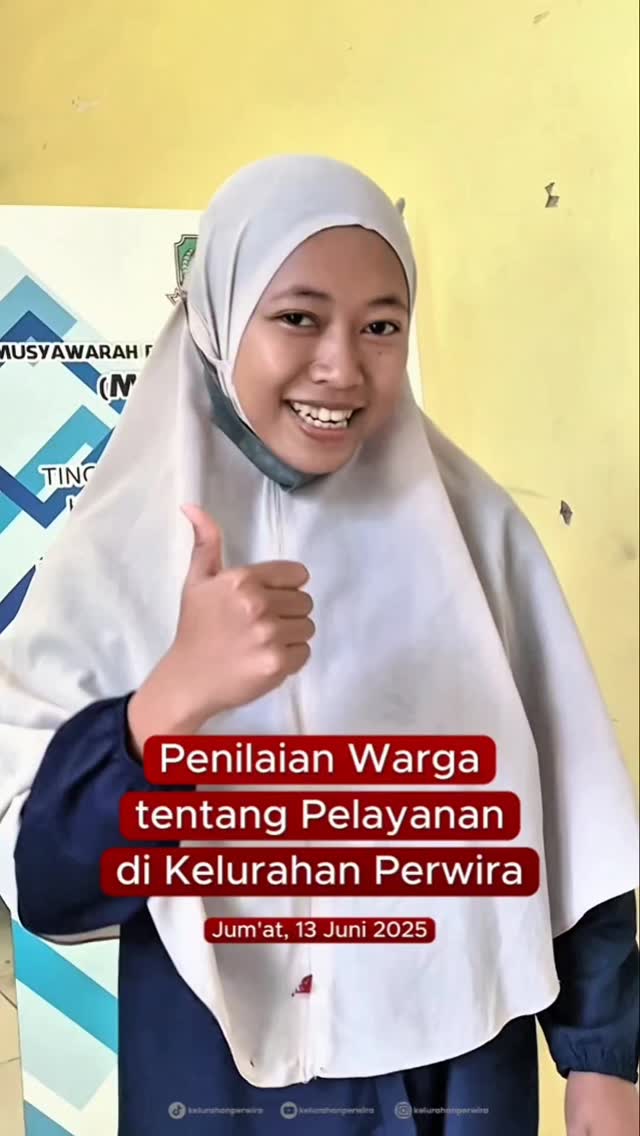 MUSYAWARAH
(M
TING
Penilaian Warga
tentang Pelayanan
di Kelurahan Perwira
Jum'at, 13 Juni 2025
kelurahanperwira kelurahanperwira kelurahanperwira